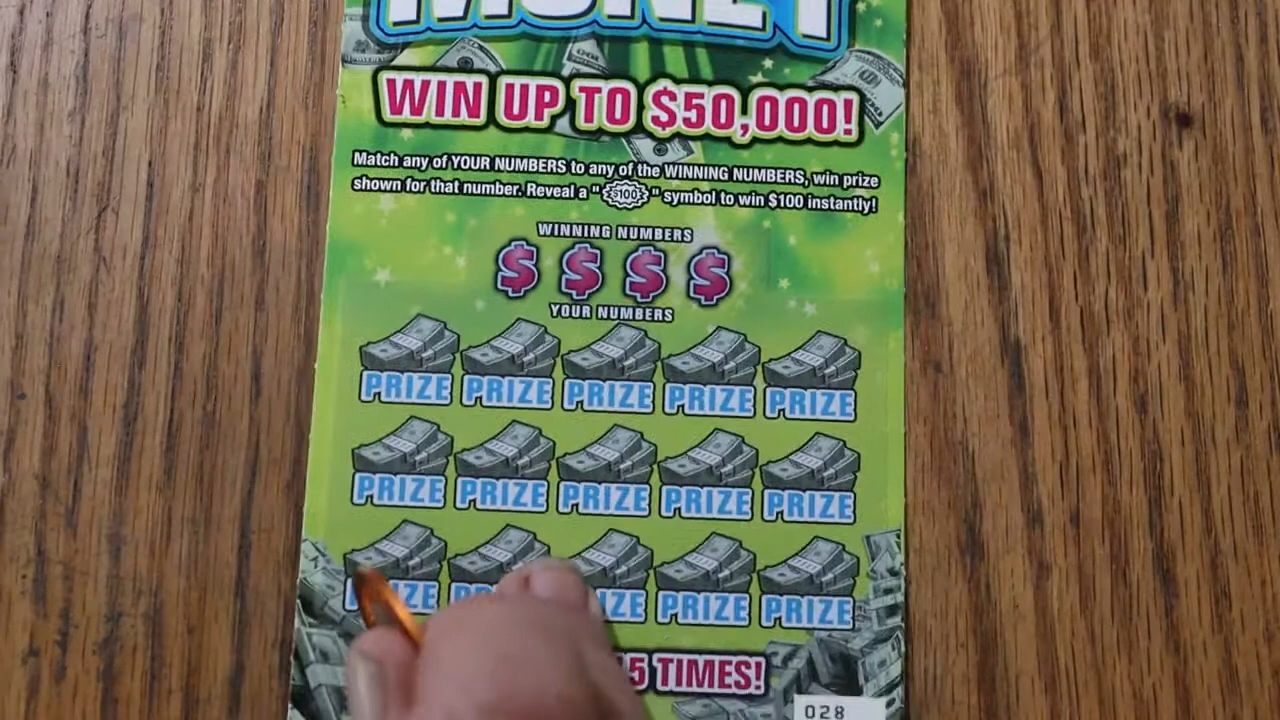 MONEY
WIN UP TO $50,000!
Match any of YOUR NUMBERS to any of the WINNING NUMBERS, win prize
shown for that number. Reveal a " $100 " symbol to win $100 instantly!
WINNING NUMBERS
$ $ $ $
YOUR NUMBERS
PRIZE PRIZE PRIZE PRIZE PRIZE
PRIZE PRIZE PRIZE PRIZE PRIZE
PRIZE PRIZE
5 TIMES!
028